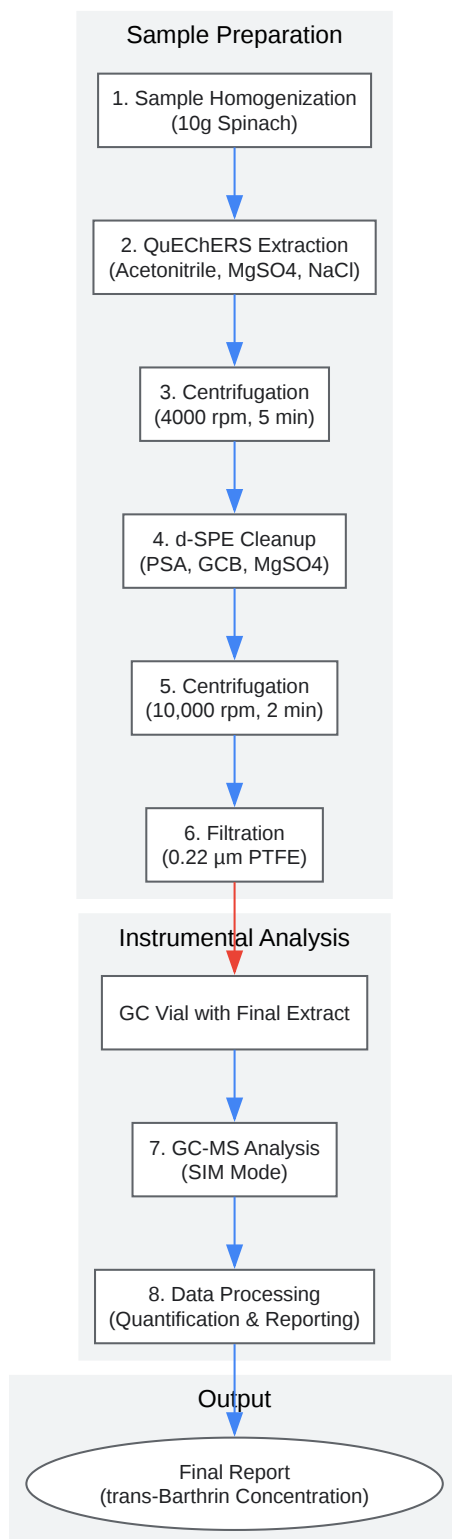 Sample Preparation
1. Sample Homogenization
(10g Spinach)
2. QuEChERS Extraction
(Acetonitrile, MgSO4, NaCl)
3. Centrifugation
(4000 rpm, 5 min)
4. d-SPE Cleanup
(PSA, GCB, MgSO4)
5. Centrifugation
(10,000 rpm, 2 min)
6. Filtration
(0.22 µm PTFE)
Instrumental Analysis
GC Vial with Final Extract
7. GC-MS Analysis
(SIM Mode)
8. Data Processing
(Quantification & Reporting)
Output
Final Report
(trans-Barthrin Concentration)